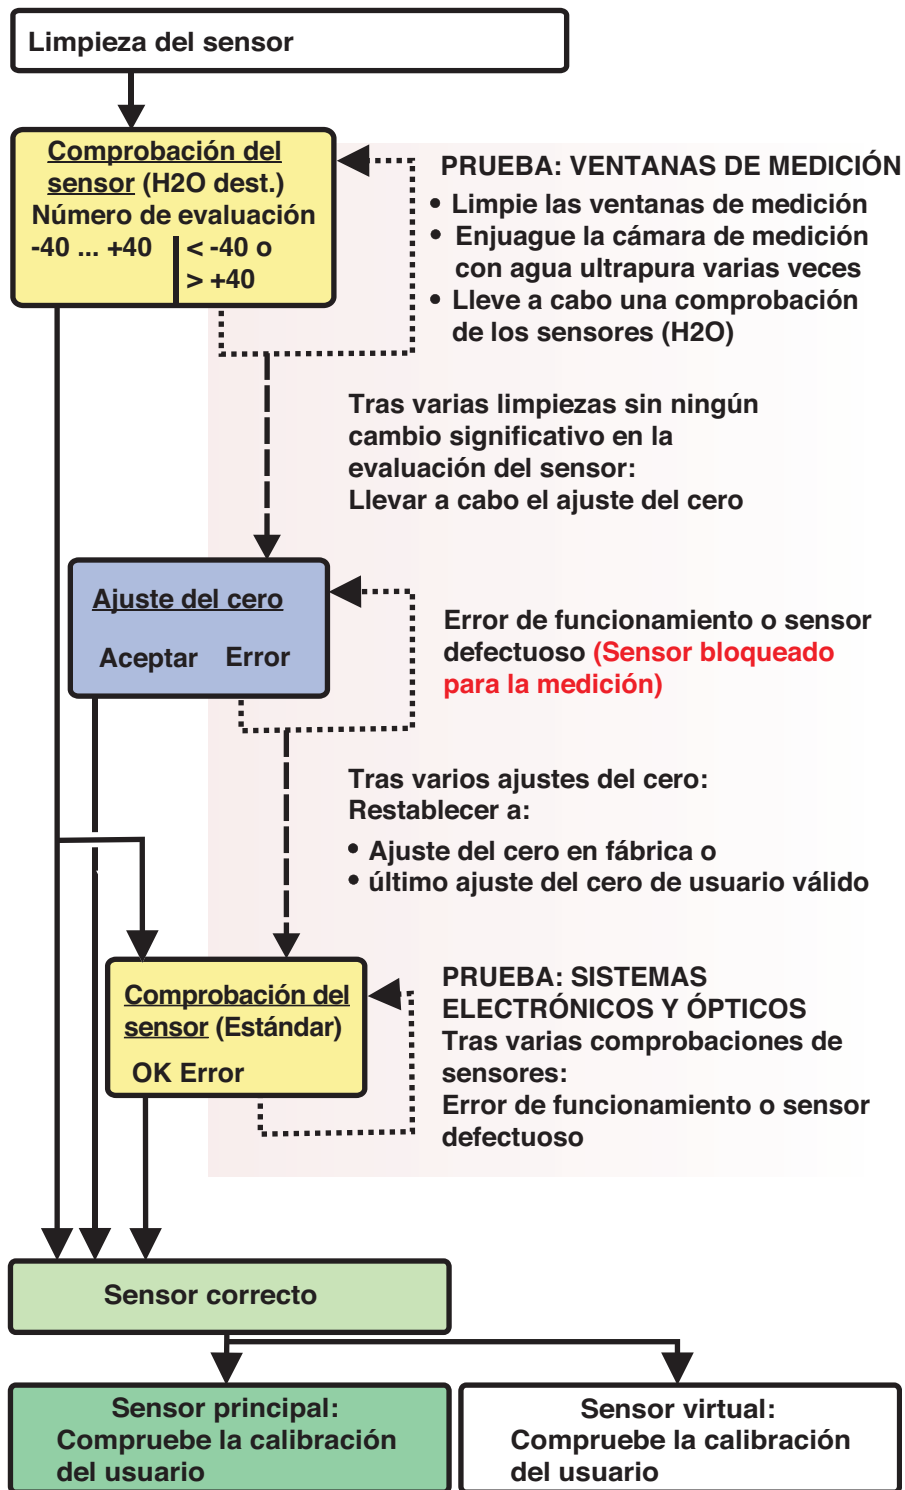 Limpieza del sensor
Comprobación del
sensor (H2O dest.)
Número de evaluación
-40 ... +40
< -40 o
> +40
PRUEBA: VENTANAS DE MEDICIÓN
• Limpie las ventanas de medición
• Enjuague la cámara de medición
con agua ultrapura varias veces
• Lleve a cabo una comprobación
de los sensores (H2O)
Tras varias limpiezas sin ningún
cambio significativo en la
evaluación del sensor:
Llevar a cabo el ajuste del cero
Ajuste del cero
Aceptar Error
Error de funcionamiento o sensor
defectuoso (Sensor bloqueado
para la medición)
Tras varios ajustes del cero:
Restablecer a:
• Ajuste del cero en fábrica o
• último ajuste del cero de usuario válido
Comprobación del
sensor (Estándar)
OK Error
PRUEBA: SISTEMAS
ELECTRÓNICOS Y ÓPTICOS
Tras varias comprobaciones de
sensores:
Error de funcionamiento o sensor
defectuoso
Sensor correcto
Sensor principal:
Compruebe la calibración
del usuario
Sensor virtual:
Compruebe la calibración
del usuario